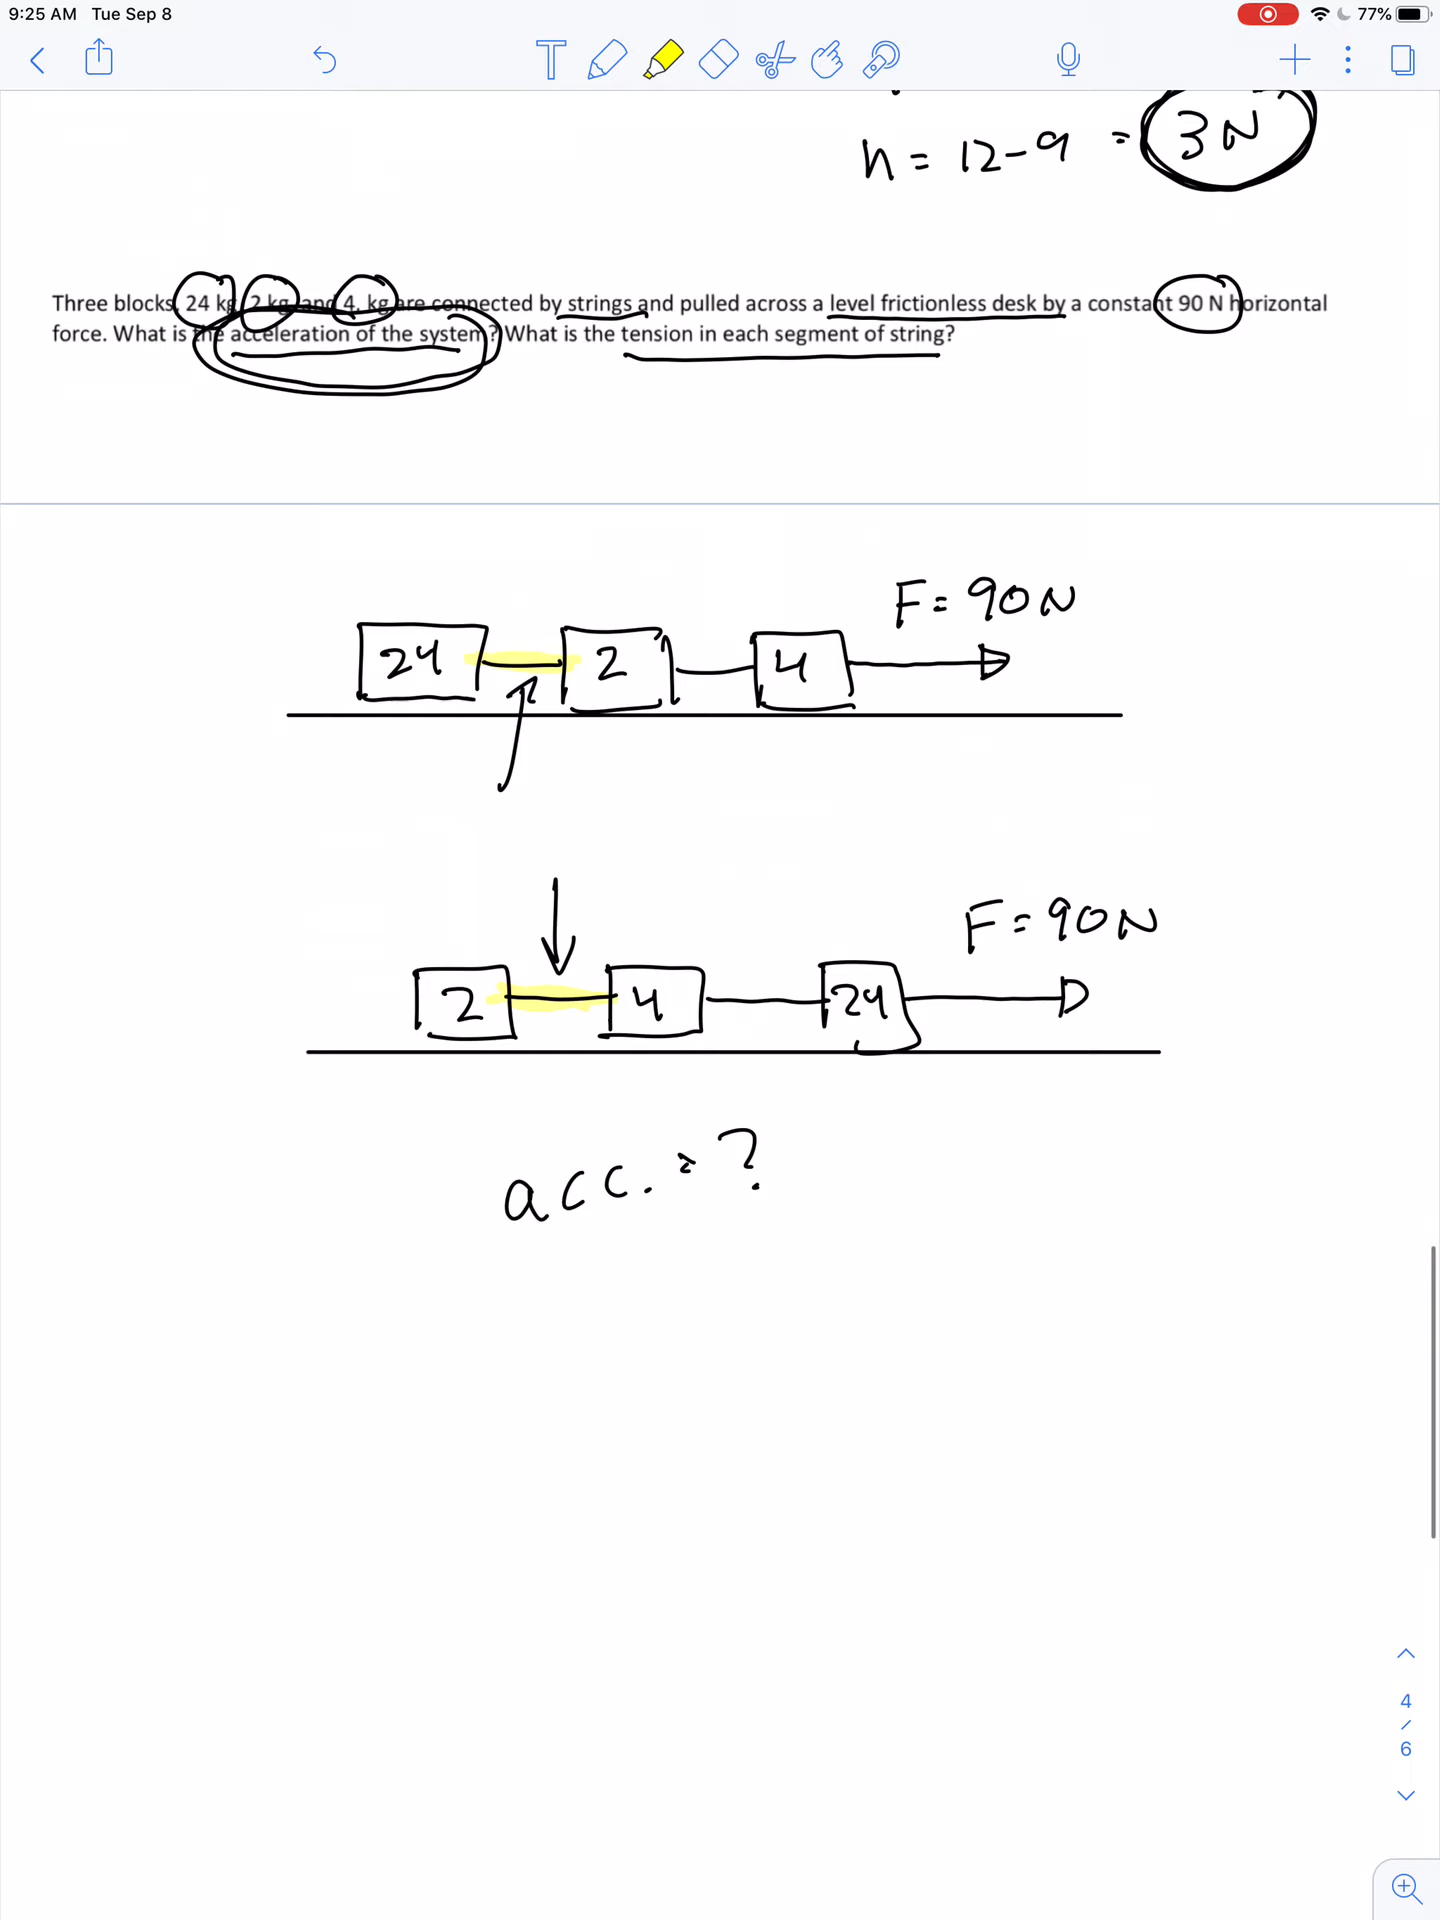 9:25 AM Tue Sep 8
77%
T
n = 12-9 = 3N
Three blocks, 24 kg, 2 kg, and 4, kg are connected by strings and pulled across a level frictionless desk by a constant 90 N horizontal
force. What is the acceleration of the system? What is the tension in each segment of string?
F = 90 N
24 2 4
F = 90 N
2 4 24
acc. = ?
4
/
6